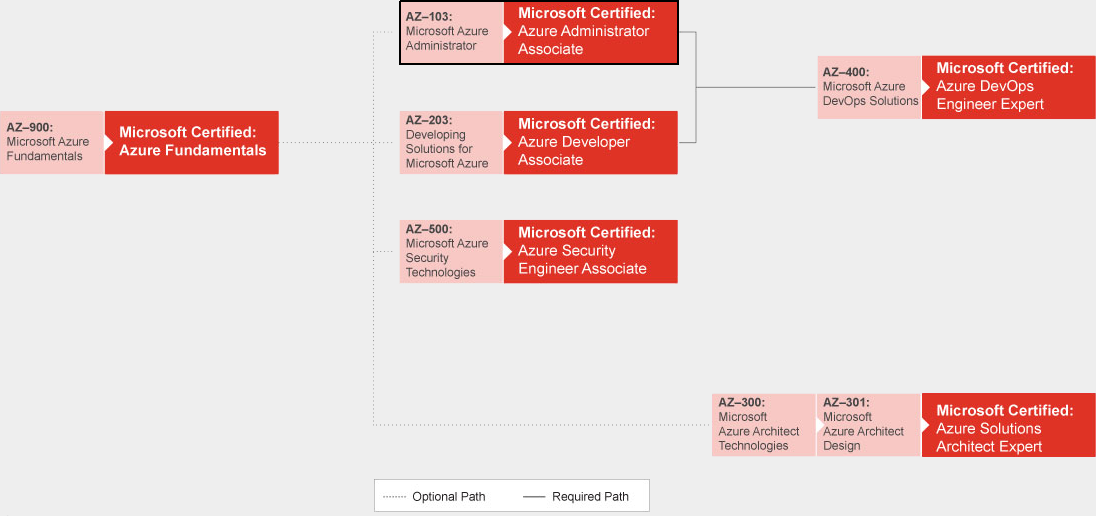 AZ–103:
Microsoft Azure
Administrator
Microsoft Certified:
Azure Administrator
Associate
AZ–400:
Microsoft Azure
DevOps Solutions
Microsoft Certified:
Azure DevOps
Engineer Expert
AZ–900:
Microsoft Azure
Fundamentals
Microsoft Certified:
Azure Fundamentals
AZ–203:
Developing
Solutions for
Microsoft Azure
Microsoft Certified:
Azure Developer
Associate
AZ–500:
Microsoft Azure
Security
Technologies
Microsoft Certified:
Azure Security
Engineer Associate
AZ–300:
Microsoft
Azure Architect
Technologies
AZ–301:
Microsoft
Azure Architect
Design
Microsoft Certified:
Azure Solutions
Architect Expert
Optional Path
Required Path